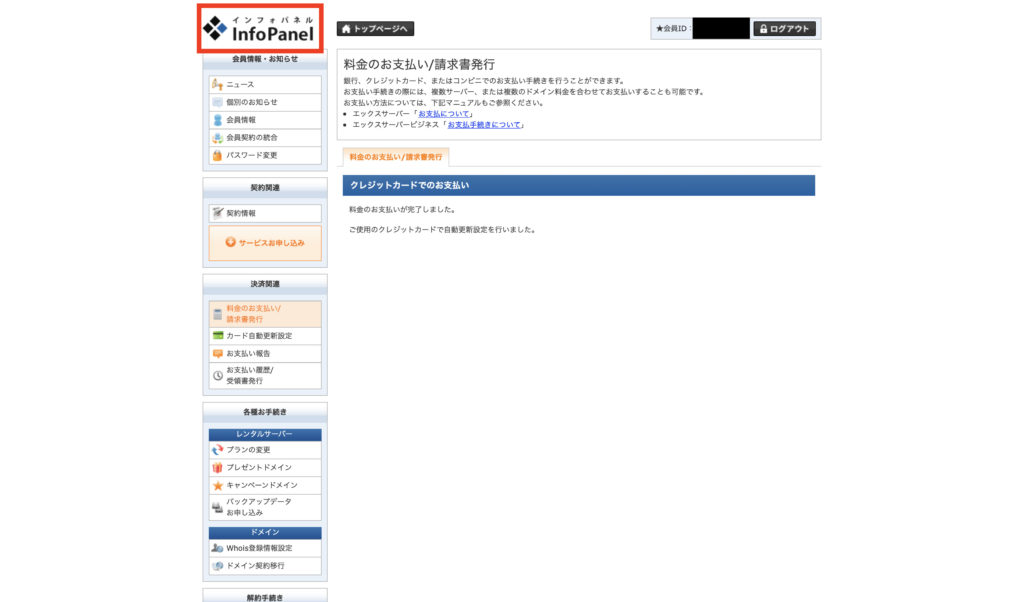 インフォパネル
InfoPanel
トップページへ
★会員ID：
ログアウト
会員情報・お知らせ
ニュース
個別のお知らせ
会員情報
会員契約の統合
パスワード変更
契約関連
契約情報
サービスお申し込み
決済関連
料金のお支払い/
請求書発行
カード自動更新設定
お支払い報告
お支払い履歴/
受領書発行
各種お手続き
レンタルサーバー
プランの変更
プレゼントドメイン
キャンペーンドメイン
バックアップデータ
お申し込み
ドメイン
Whois登録情報設定
ドメイン契約移行
解約手続き
料金のお支払い/請求書発行
銀行、クレジットカード、またはコンビニでのお支払い手続きを行うことができます。
お支払い手続きの際には、複数サーバー、または複数のドメイン料金を合わせてお支払いすることも可能です。
お支払い方法については、下記マニュアルもご参照ください。
エックスサーバー「お支払について」
エックスサーバービジネス「お支払手続きについて」
料金のお支払い/請求書発行
クレジットカードでのお支払い
料金のお支払いが完了しました。
ご使用のクレジットカードで自動更新設定を行いました。